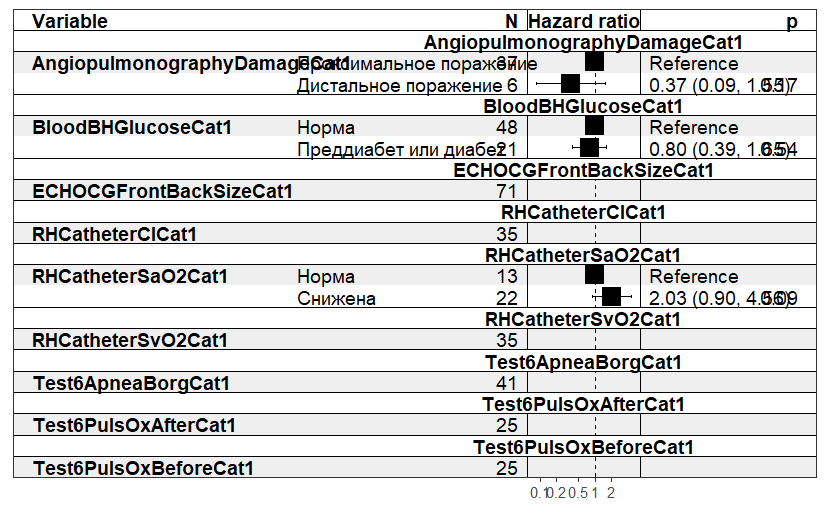 Variable N Hazard ratio p
AngiopulmonographyDamageCat1
AngiopulmonographyDamageCat1 Проксимальное поражение 37 Reference
Дистальное поражение 6 0.37 (0.09, 1.55) 0.17
BloodBHGlucoseCat1
BloodBHGlucoseCat1 Норма 48 Reference
Преддиабет или диабет 21 0.80 (0.39, 1.65) 0.54
ECHOCGFrontBackSizeCat1
ECHOCGFrontBackSizeCat1 71
RHCatheterCICat1
RHCatheterCICat1 35
RHCatheterSaO2Cat1
RHCatheterSaO2Cat1 Норма 13 Reference
Снижена 22 2.03 (0.90, 4.56) 0.09
RHCatheterSvO2Cat1
RHCatheterSvO2Cat1 35
Test6ApneaBorgCat1
Test6ApneaBorgCat1 41
Test6PulsOxAfterCat1
Test6PulsOxAfterCat1 25
Test6PulsOxBeforeCat1
Test6PulsOxBeforeCat1 25
0.1 0.2 0.5 1 2